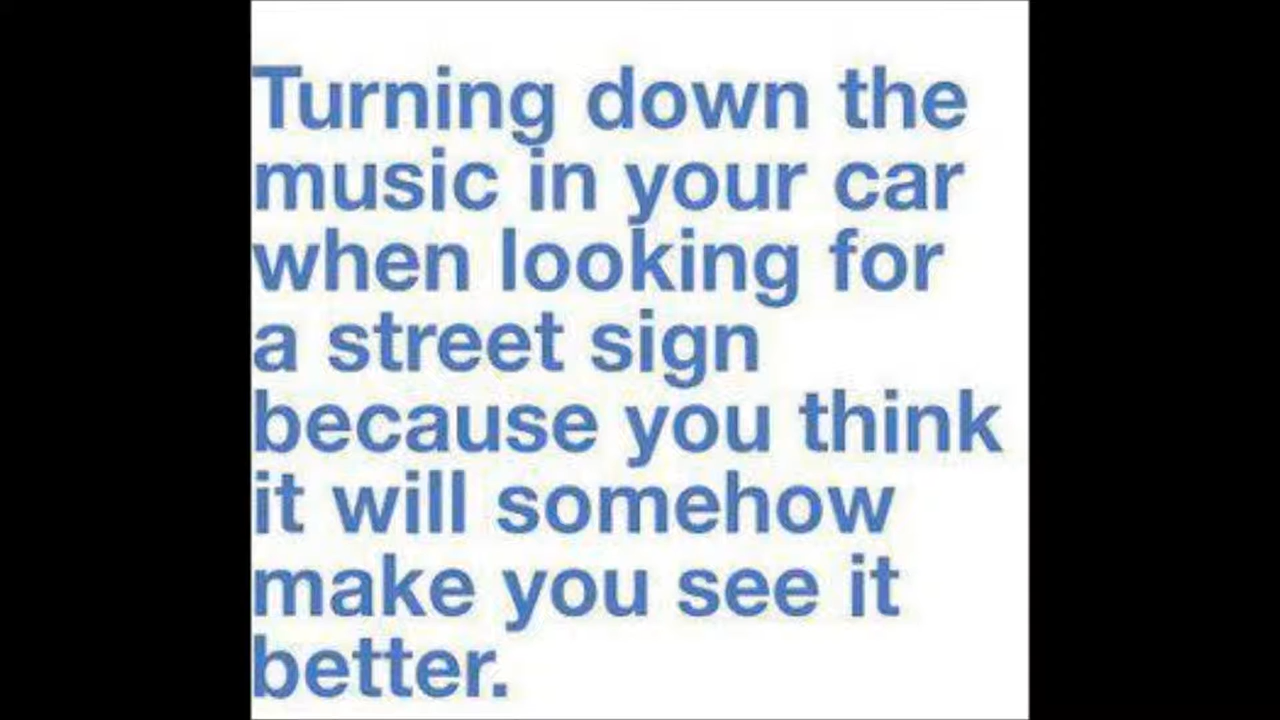 Turning down the
music in your car
when looking for
a street sign
because you think
it will somehow
make you see it
better.